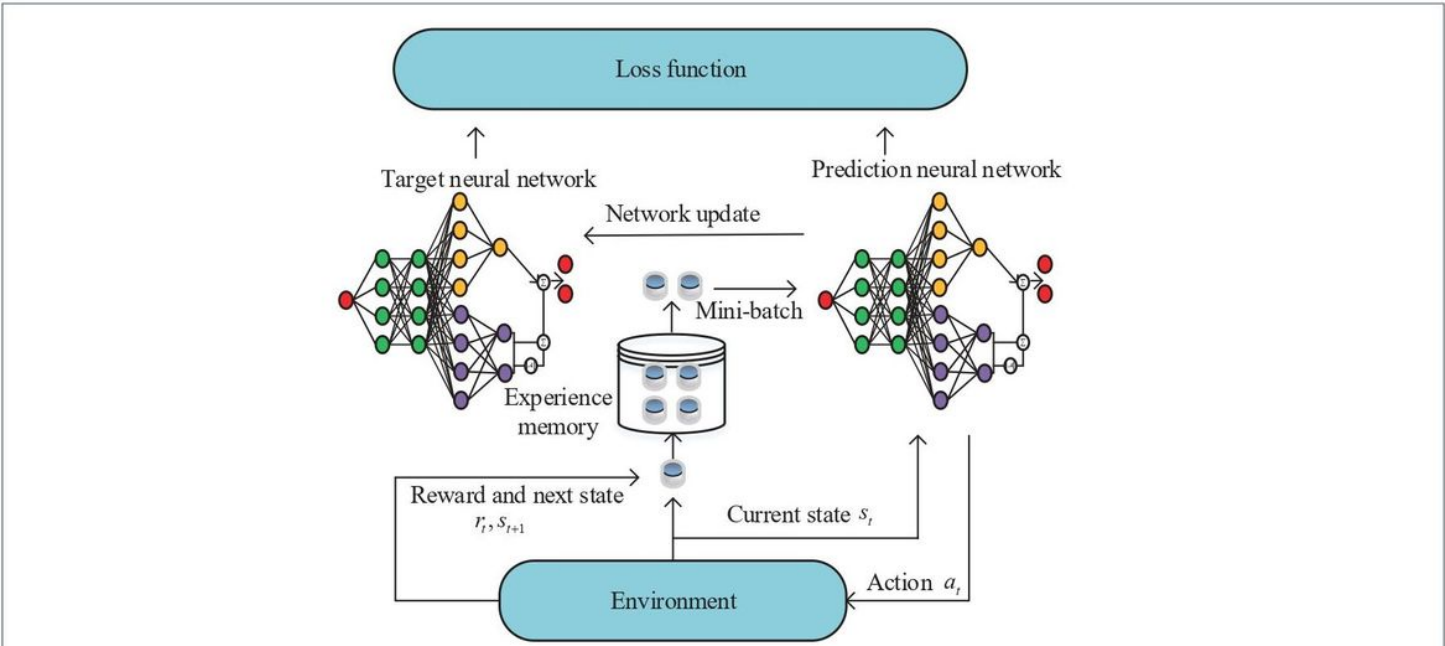 Loss function
Target neural network
Prediction neural network
Network update
Mini-batch
Experience
memory
Reward and next state
r_t, s_{t+1}
Current state s_t
Action a_t
Environment